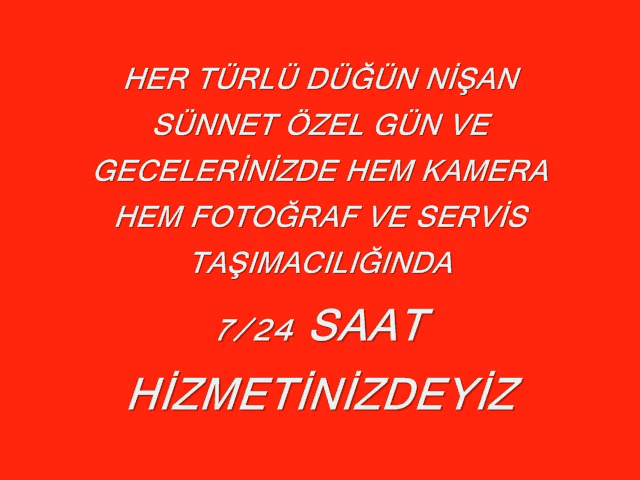 HER TÜRLÜ DÜĞÜN NİŞAN
SÜNNET ÖZEL GÜN VE
GECELERİNİZDE HEM KAMERA
HEM FOTOĞRAF VE SERVİS
TAŞIMACILIĞINDA
7/24 SAAT
HİZMETİNİZDEYİZ